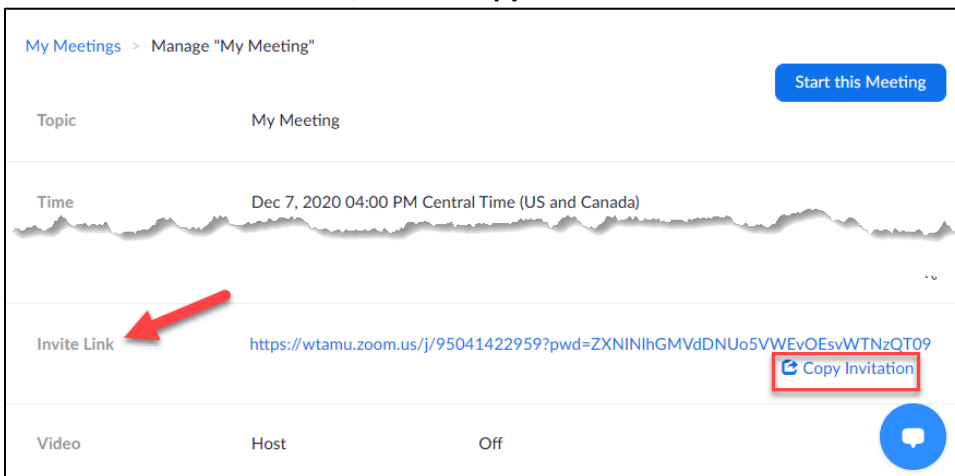 My Meetings > Manage "My Meeting"
Start this Meeting
Topic My Meeting
Time Dec 7, 2020 04:00 PM Central Time (US and Canada)
Invite Link https://wtamu.zoom.us/j/95041422959?pwd=ZXNINlhGMVdDNUo5VWEvOEsvWTNzQT09
Copy Invitation
Video Host Off